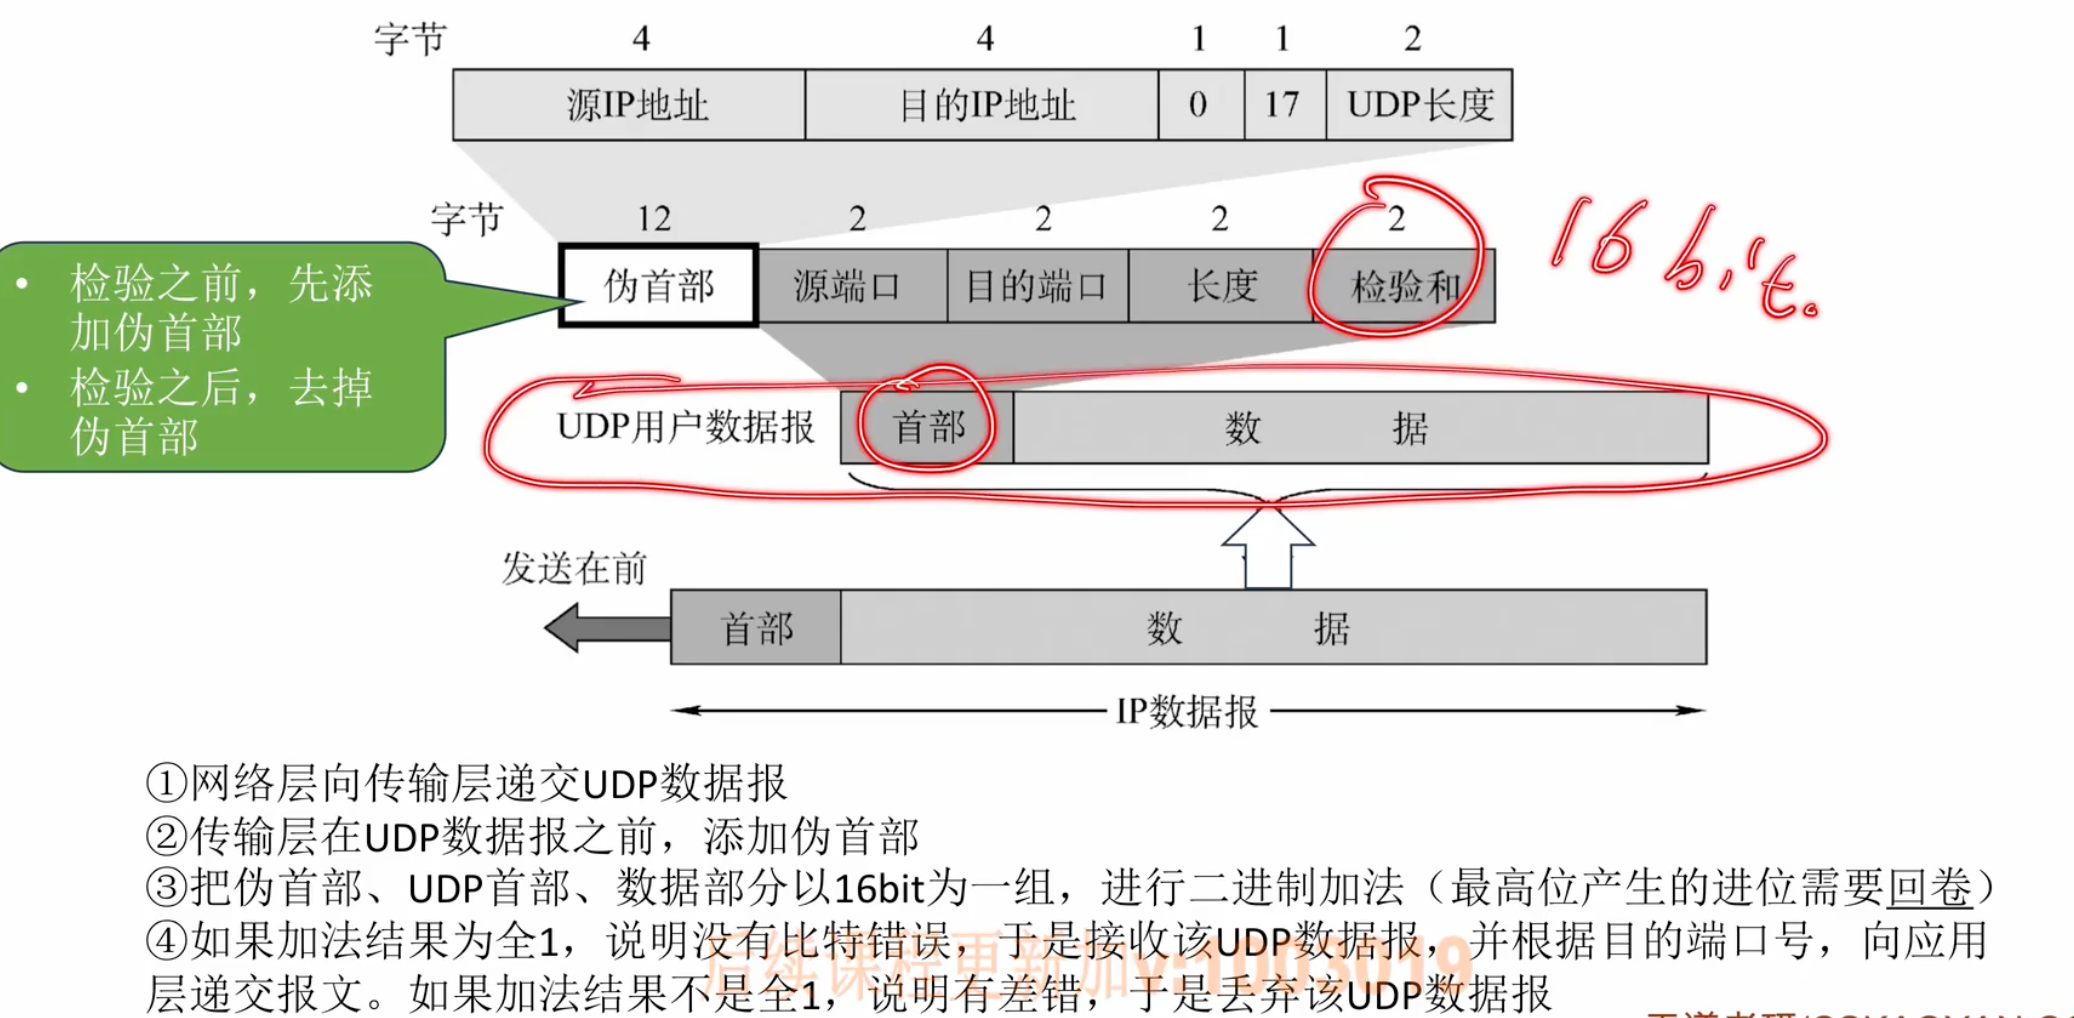 字节 4 4 1 1 2
源IP地址 目的IP地址 0 17 UDP长度
字节 12 2 2 2 2
16 bit.
伪首部 源端口 目的端口 长度 检验和
• 检验之前，先添
加伪首部
• 检验之后，去掉
伪首部
UDP用户数据报 首部 数 据
发送在前
首部 数 据
IP数据报
①网络层向传输层递交UDP数据报
②传输层在UDP数据报之前，添加伪首部
③把伪首部、UDP首部、数据部分以16bit为一组，进行二进制加法（最高位产生的进位需要回卷）
④如果加法结果为全1，说明没有比特错误，于是接收该UDP数据报，并根据目的端口号，向应用
层递交报文。如果加法结果不是全1，说明有差错，于是丢弃该UDP数据报
后续课程更新加v:1003019